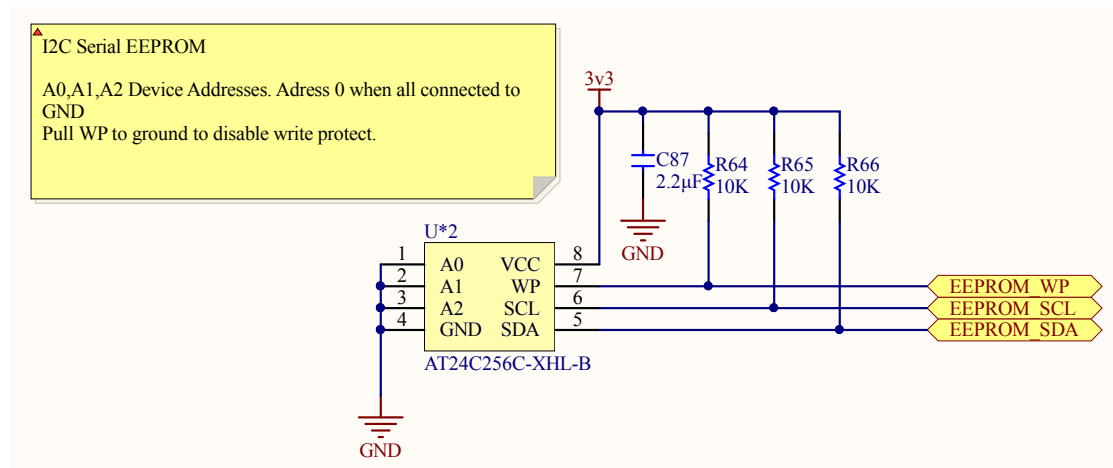 I2C Serial EEPROM
A0,A1,A2 Device Addresses. Adress 0 when all connected to
GND
Pull WP to ground to disable write protect.
3v3
C87
2.2µF
R64
10K
R65
10K
R66
10K
GND
U*2
1 A0 VCC 8
2 A1 WP 7
3 A2 SCL 6
4 GND SDA 5
EEPROM_WP
EEPROM_SCL
EEPROM_SDA
AT24C256C-XHL-B
GND